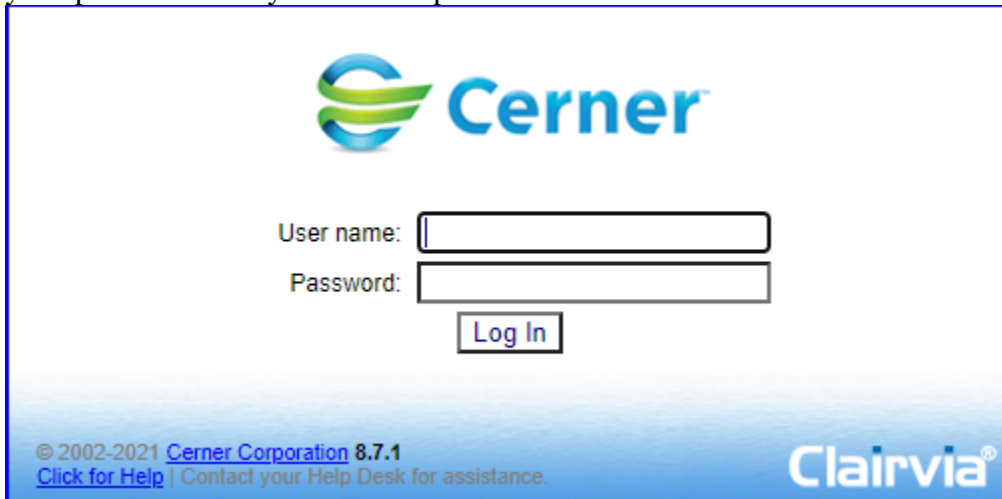 Cerner™
User name:
Password:
Log In
© 2002-2021 Cerner Corporation 8.7.1
Click for Help | Contact your Help Desk for assistance.
Clairvia®